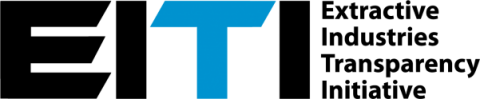 EITI
Extractive
Industries
Transparency
Initiative